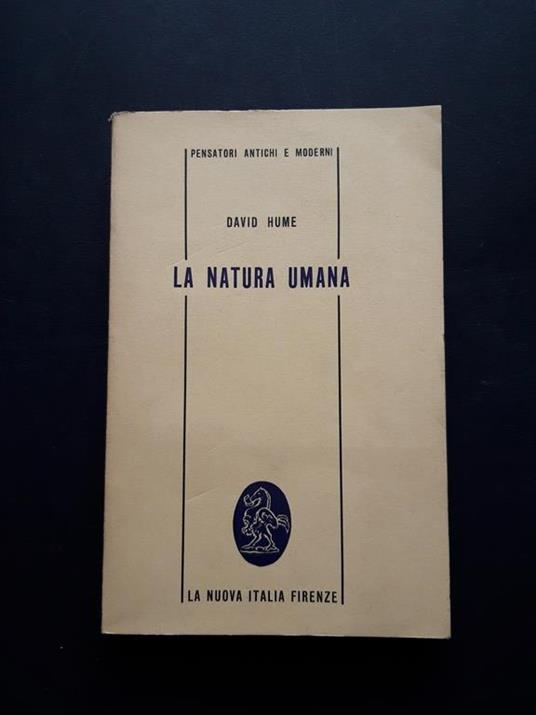 PENSATORI ANTICHI E MODERNI
DAVID HUME
LA NATURA UMANA
LA NUOVA ITALIA FIRENZE